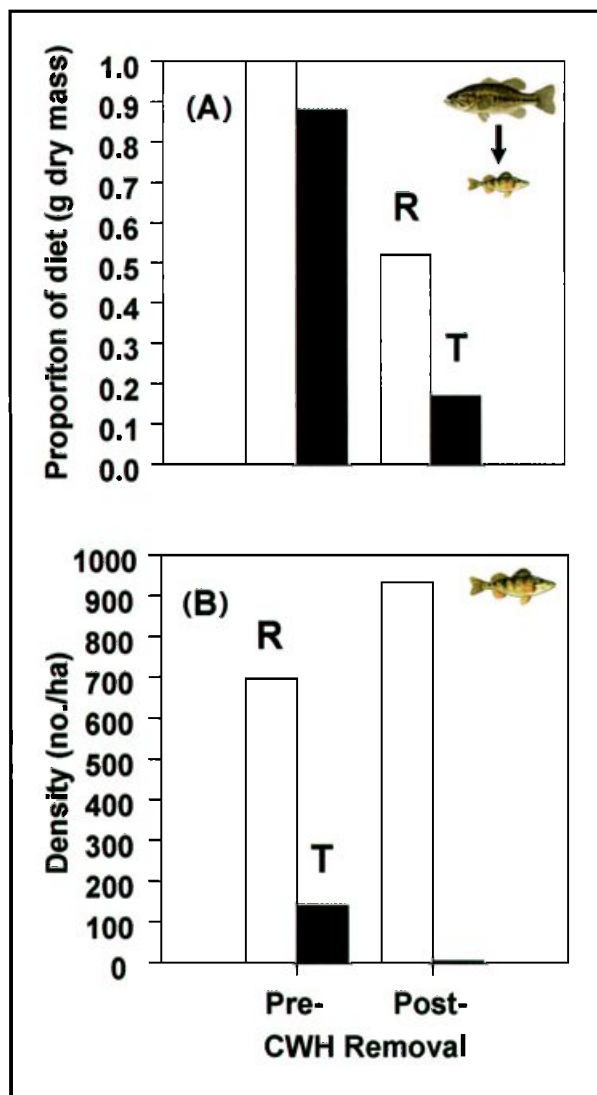 Proporiton of diet (g dry mass)
1.0
0.9
0.8
0.7
0.6
0.5
0.4
0.3
0.2
0.1
0.0
(A)
R
T
Density (no./ha)
1000
900
800
700
600
500
400
300
200
100
0
(B)
R
T
Pre- Post-
CWH Removal